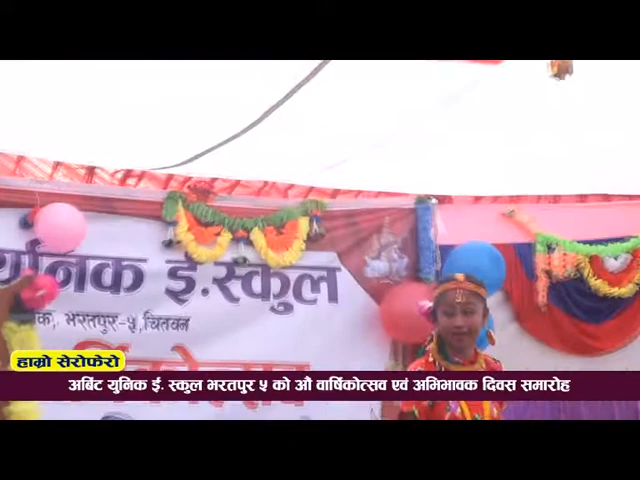 युनिक इ.स्कुल
भरतपुर-५,चितवन
हाम्रो सेरोफेरो
अर्बिट युनिक ई. स्कुल भरतपुर ५ को औ वार्षिकोत्सव एवं अभिभावक दिवस समारोह